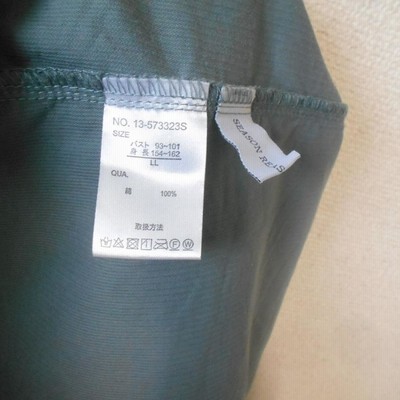 NO. 13-573323S
SIZE
バスト 93~101
身 長 154~162
LL
QUA.
綿 100%
取扱方法
SEASON REAS